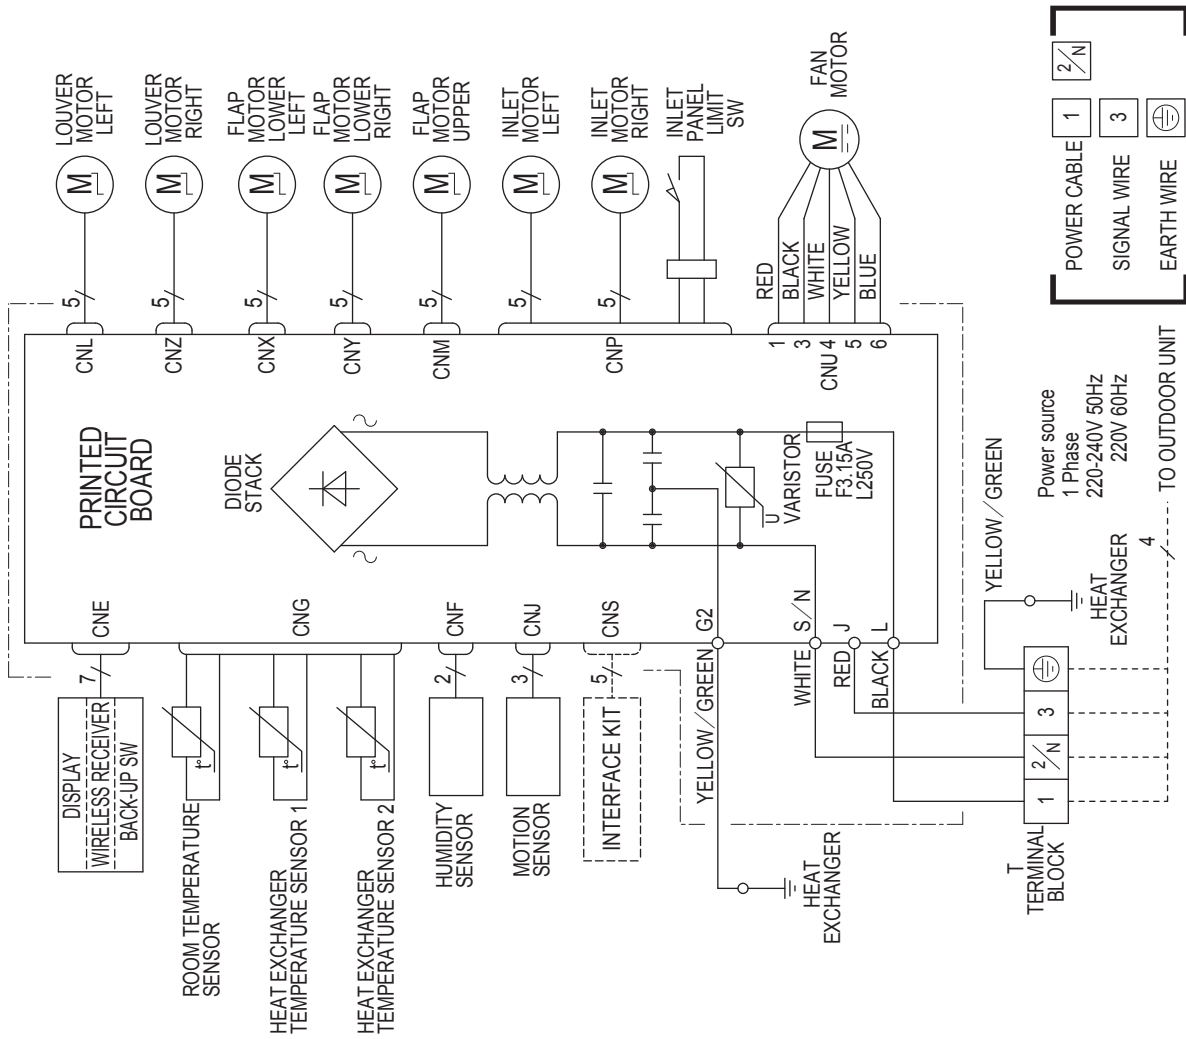 LOUVER
MOTOR
LEFT
LOUVER
MOTOR
RIGHT
FLAP
MOTOR
LOWER
LEFT
FLAP
MOTOR
LOWER
RIGHT
FLAP
MOTOR
UPPER
INLET
MOTOR
LEFT
INLET
MOTOR
RIGHT
INLET
PANEL
LIMIT
SW
FAN
MOTOR
M
M
M
M
M
M
M
M
5
5
5
5
5
5
5
RED
BLACK
WHITE
YELLOW
BLUE
CNL
CNZ
CNX
CNY
CNM
CNP
1
3
CNU 4
5
6
PRINTED
CIRCUIT
BOARD
DIODE
STACK
U
VARISTOR
FUSE
F3.15A
L250V
CNE
CNG
CNF
CNJ
CNS
G2
S/N
J
L
7
2
3
5
YELLOW/GREEN
WHITE
RED
BLACK
DISPLAY
WIRELESS RECEIVER
BACK-UP SW
t°
t°
t°
INTERFACE KIT
ROOM TEMPERATURE
SENSOR
HEAT EXCHANGER
TEMPERATURE SENSOR 1
HEAT EXCHANGER
TEMPERATURE SENSOR 2
HUMIDITY
SENSOR
MOTION
SENSOR
HEAT
EXCHANGER
T
TERMINAL
BLOCK
1
2/N
3
YELLOW/GREEN
HEAT
EXCHANGER
4
TO OUTDOOR UNIT
Power source
1 Phase
220-240V 50Hz
220V 60Hz
POWER CABLE 1 2/N
SIGNAL WIRE 3
EARTH WIRE